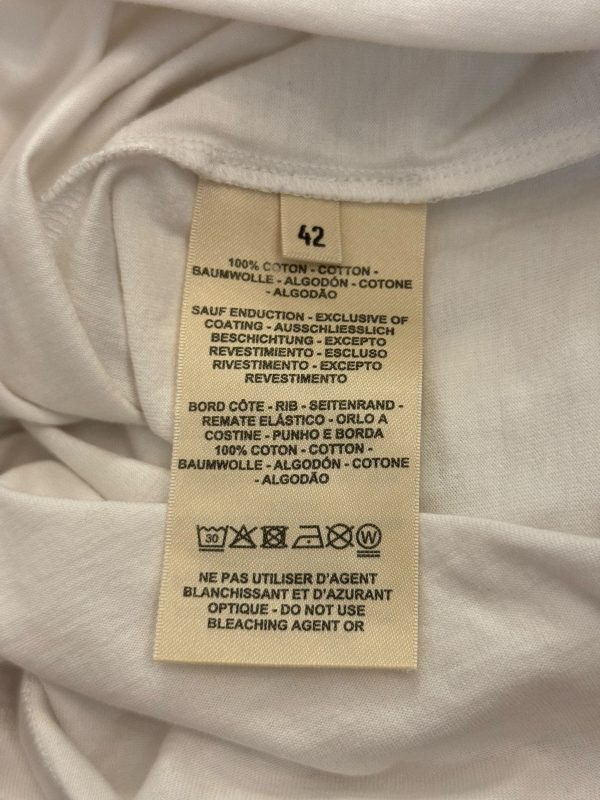 42
100% COTON - COTTON -
BAUMWOLLE - ALGODÓN - COTONE
- ALGODÃO
SAUF ENDUCTION - EXCLUSIVE OF
COATING - AUSSCHLIESSLICH
BESCHICHTUNG - EXCEPTO
REVESTIMIENTO - ESCLUSO
RIVESTIMENTO - EXCEPTO
REVESTIMENTO
BORD CÔTE - RIB - SEITENRAND -
REMATE ELÁSTICO - ORLO A
COSTINE - PUNHO E BORDA
100% COTON - COTTON -
BAUMWOLLE - ALGODÓN - COTONE
- ALGODÃO
30 W
NE PAS UTILISER D'AGENT
BLANCHISSANT ET D'AZURANT
OPTIQUE - DO NOT USE
BLEACHING AGENT OR